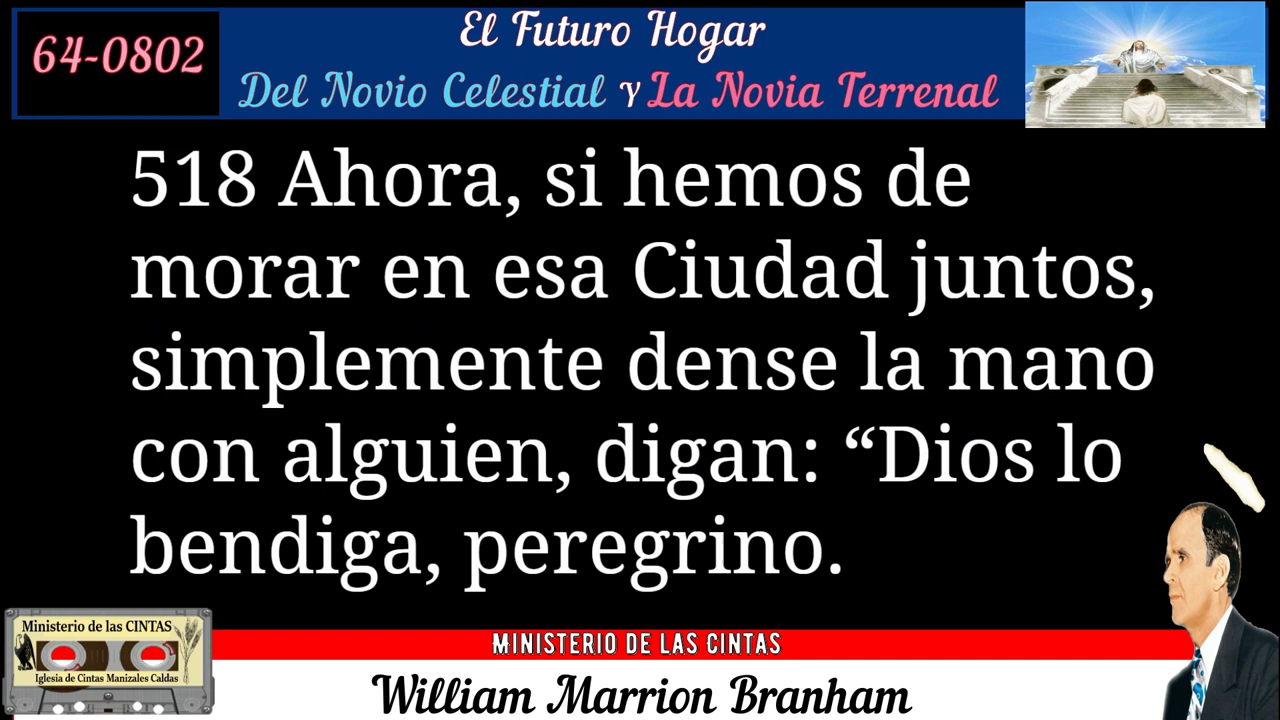 64-0802
El Futuro Hogar
Del Novio Celestial Y La Novia Terrenal
518 Ahora, si hemos de
morar en esa Ciudad juntos,
simplemente dense la mano
con alguien, digan: “Dios lo
bendiga, peregrino.
Ministerio de las CINTAS
Iglesia de Cintas Manizales Caldas
MINISTERIO DE LAS CINTAS
William Marrion Branham